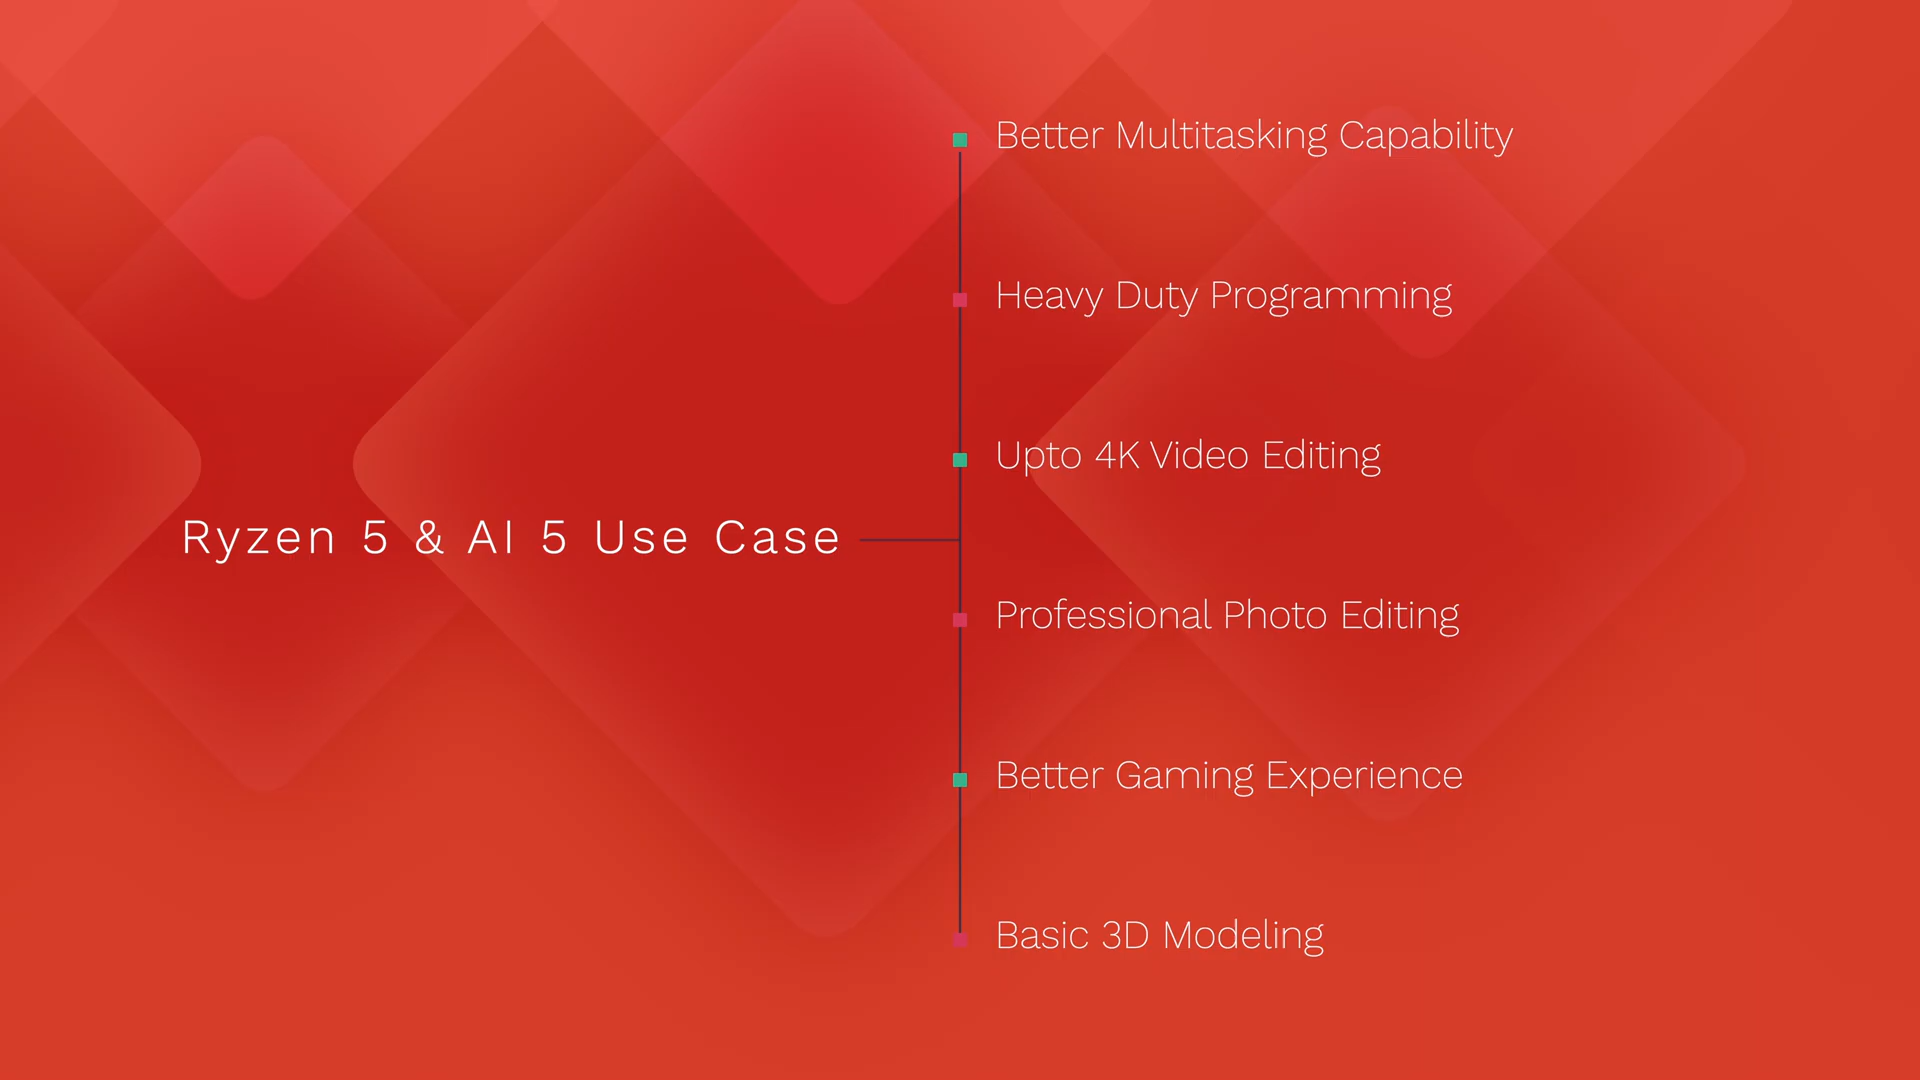 Ryzen 5 & AI 5 Use Case
Better Multitasking Capability
Heavy Duty Programming
Upto 4K Video Editing
Professional Photo Editing
Better Gaming Experience
Basic 3D Modeling